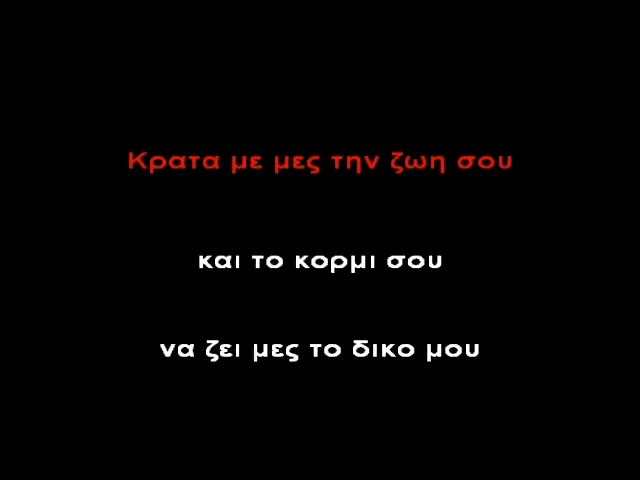 Κρατα με μες την ζωη σου
και το κορμι σου
να ζει μες το δικο μου